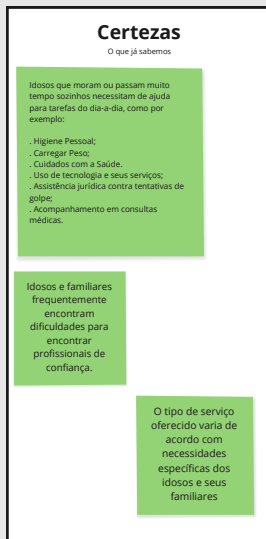 Certezas
O que já sabemos
Idosos que moram ou passam muito
tempo sozinhos necessitam de ajuda
para tarefas do dia-a-dia, como por
exemplo:
. Higiene Pessoal;
. Carregar Peso;
. Cuidados com a Saúde.
. Uso de tecnologia e seus serviços;
. Assistência jurídica contra tentativas de
golpe;
. Acompanhamento em consultas
médicas.
Idosos e familiares
frequentemente
encontram
dificuldades para
encontrar
profissionais de
confiança.
O tipo de serviço
oferecido varia de
acordo com
necessidades
específicas dos
idosos e seus
familiares